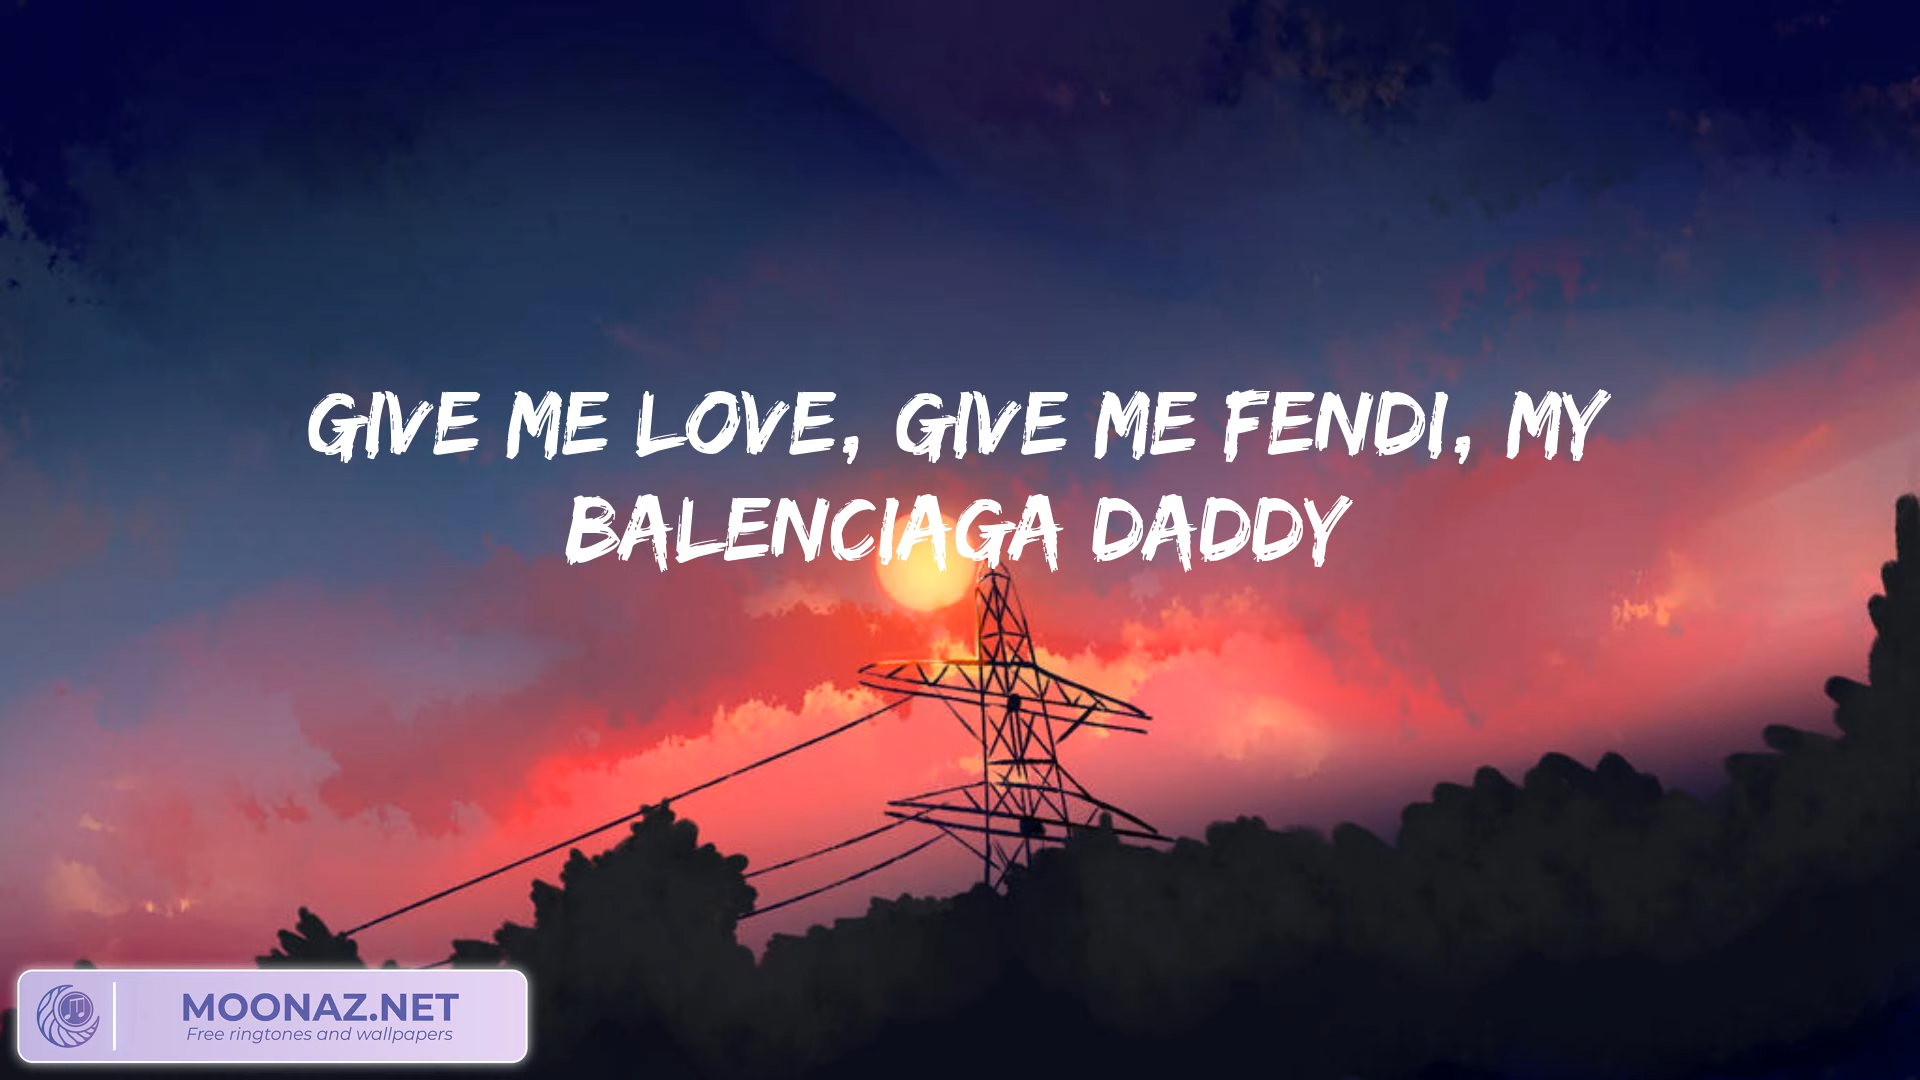 GIVE ME LOVE, GIVE ME FENDI, MY
BALENCIAGA DADDY
MOONAZ.NET
Free ringtones and wallpapers